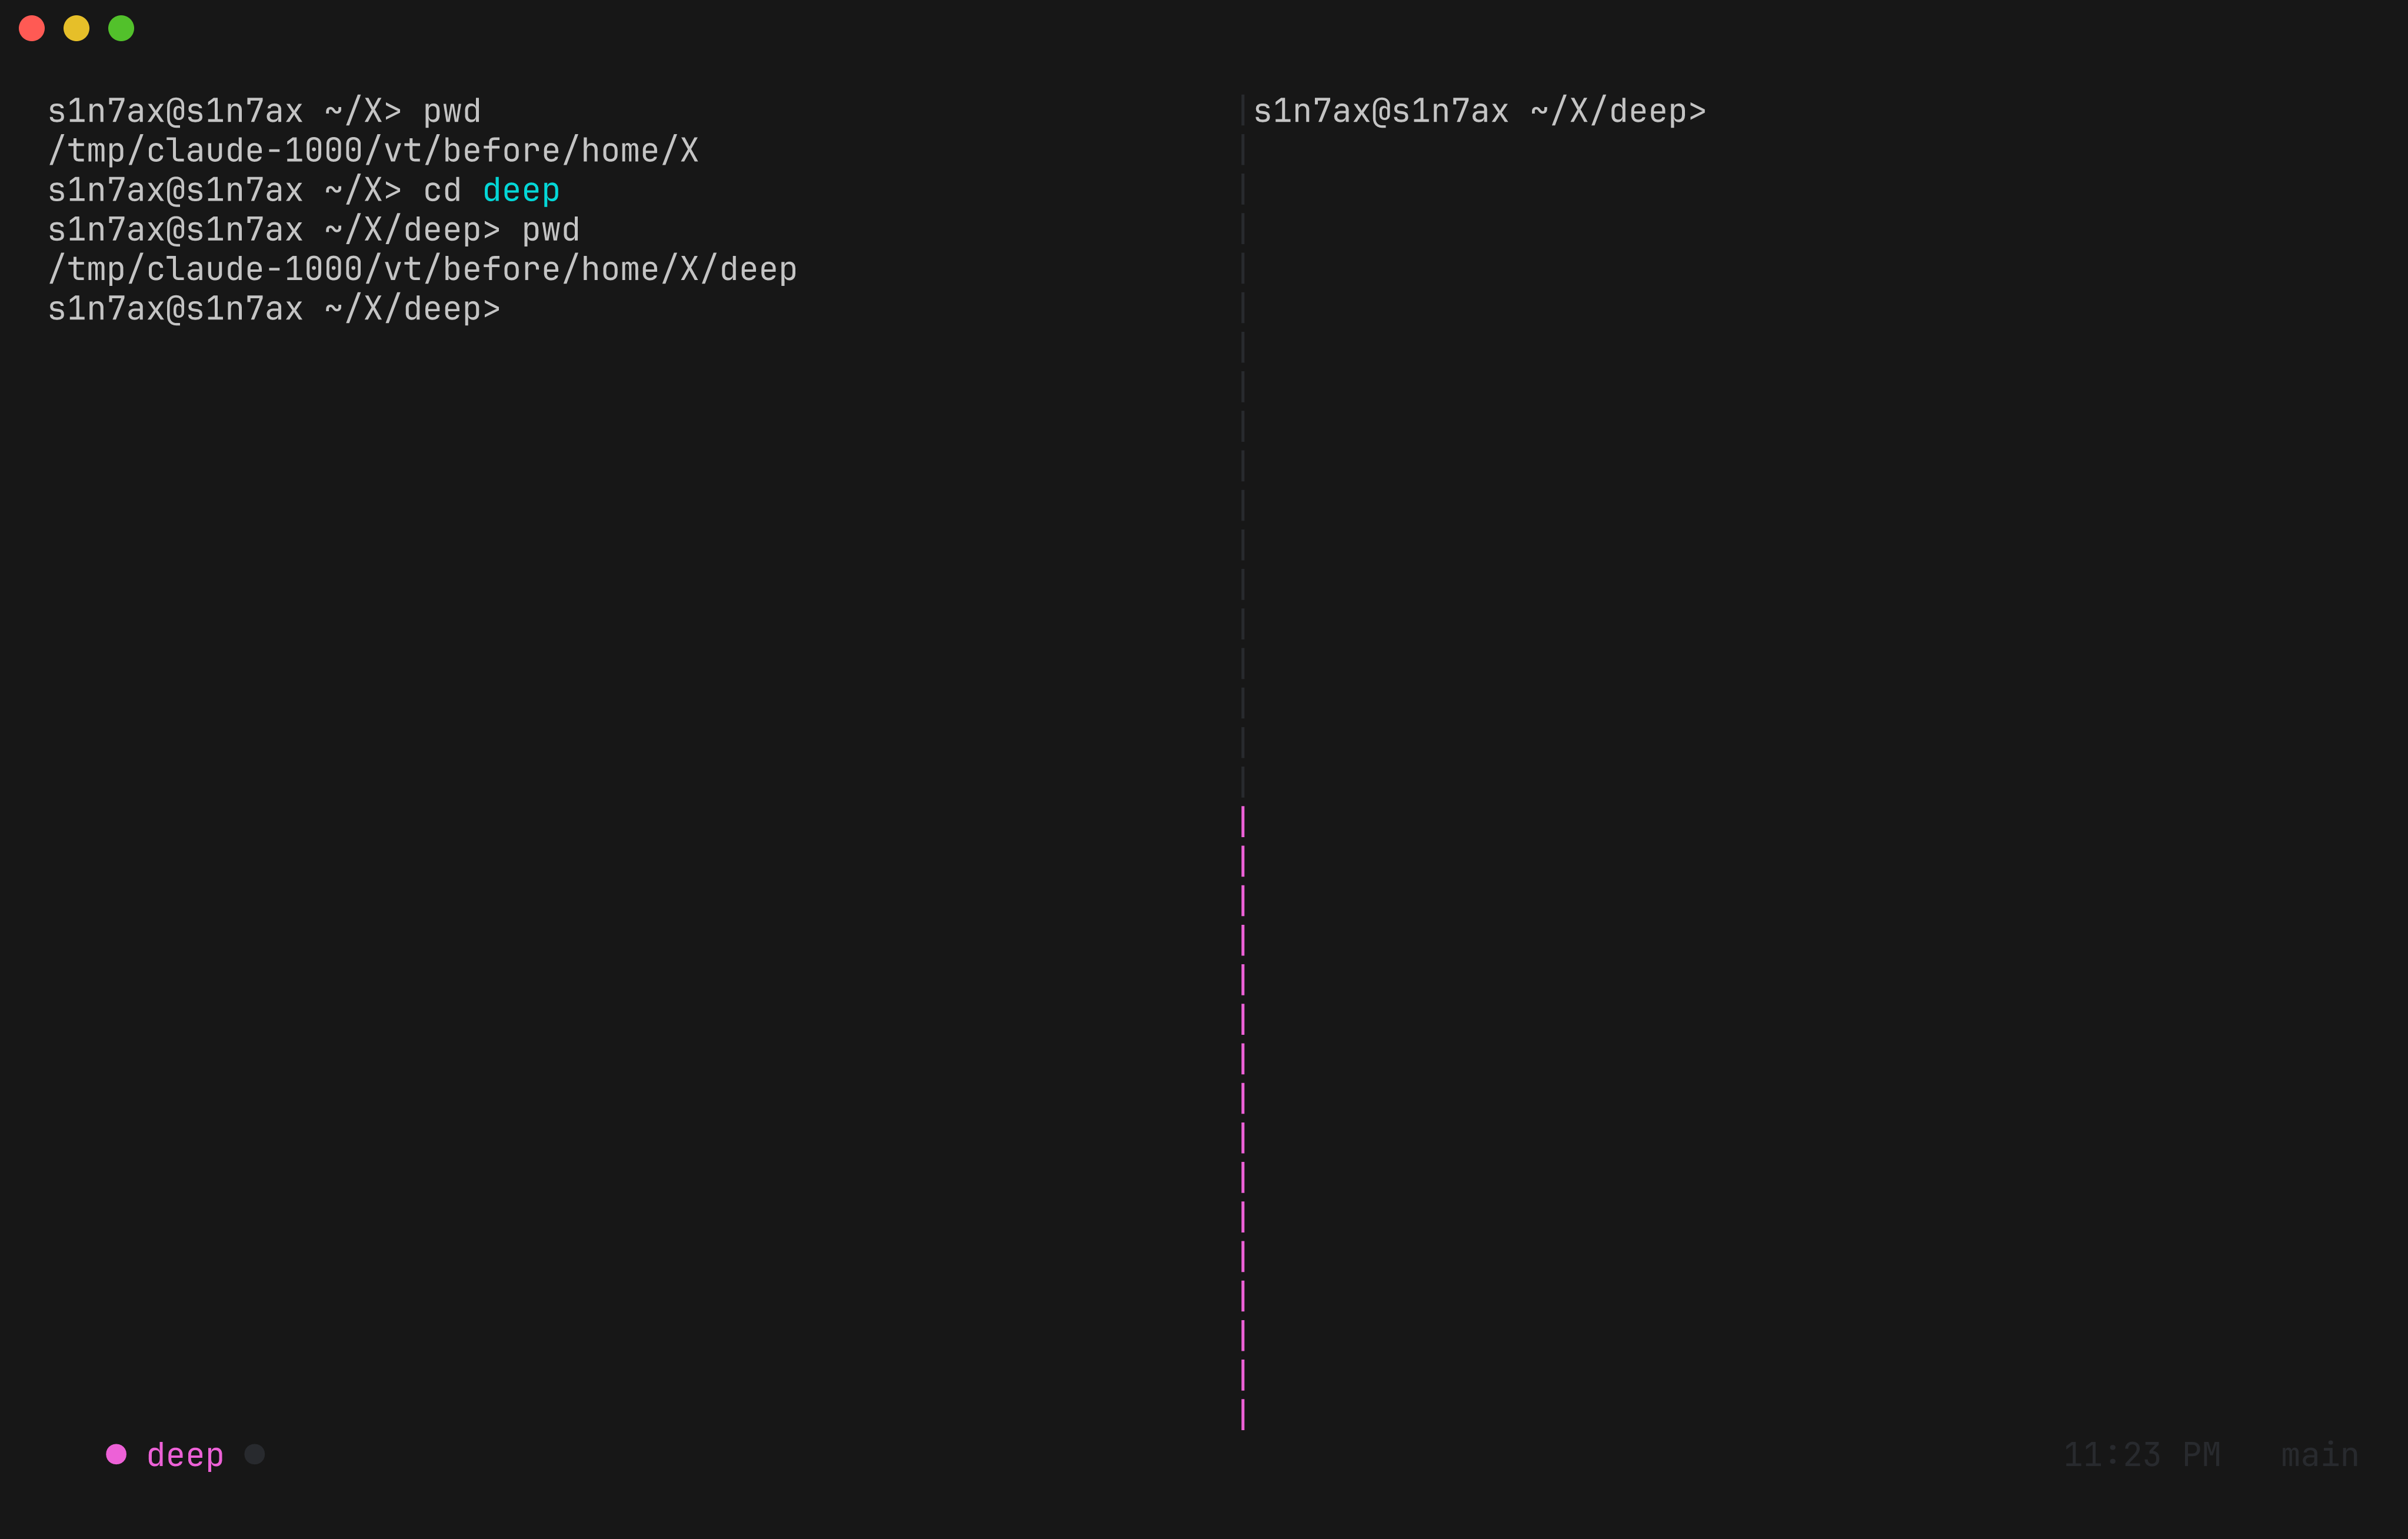 s1n7ax@s1n7ax ~/X> pwd
/tmp/claude-1000/vt/before/home/X
s1n7ax@s1n7ax ~/X> cd deep
s1n7ax@s1n7ax ~/X/deep> pwd
/tmp/claude-1000/vt/before/home/X/deep
s1n7ax@s1n7ax ~/X/deep>
s1n7ax@s1n7ax ~/X/deep>
deep
11:23 PM main